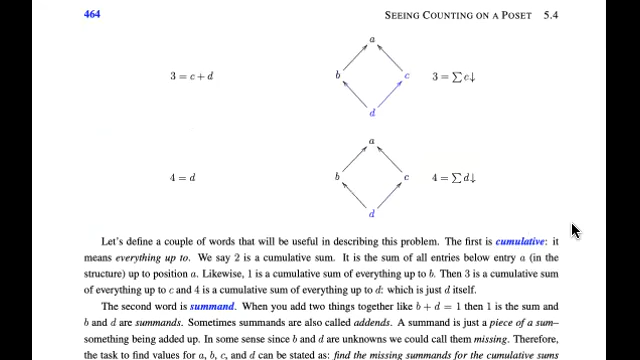 464 SEEING COUNTING ON A POSET 5.4
a
3 = c + d b c 3 = ∑ c↓
d
a
4 = d b c 4 = ∑ d↓
d
Let's define a couple of words that will be useful in describing this problem. The first is cumulative: it
means everything up to. We say 2 is a cumulative sum. It is the sum of all entries below entry a (in the
structure) up to position a. Likewise, 1 is a cumulative sum of everything up to b. Then 3 is a cumulative sum
of everything up to c and 4 is a cumulative sum of everything up to d: which is just d itself.
The second word is summand. When you add two things together like b + d = 1 then 1 is the sum and
b and d are summands. Sometimes summands are also called addends. A summand is just a piece of a sum–
something being added up. In some sense since b and d are unknowns we could call them missing. Therefore,
the task to find values for a, b, c, and d can be stated as: find the missing summands for the cumulative sums